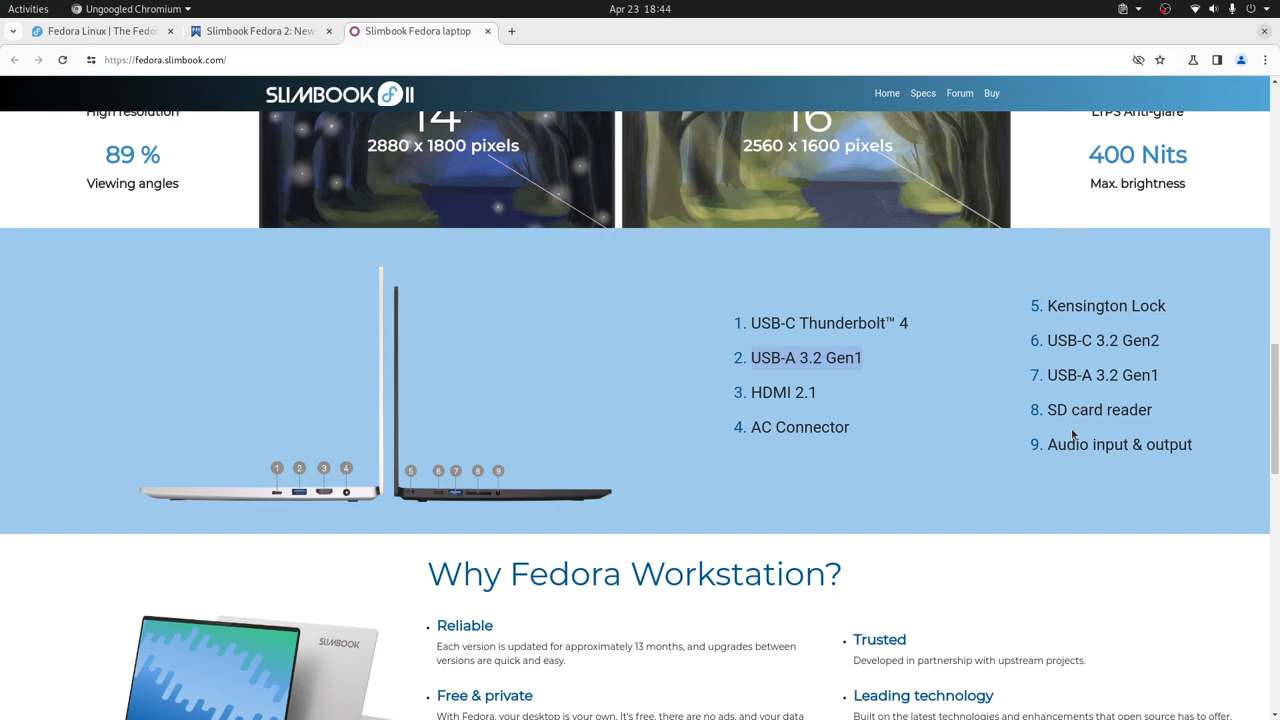 Activities
Ungoogled Chromium
Apr 23 18:44
Fedora Linux | The Fedor
Slimbook Fedora 2: New
Slimbook Fedora laptop
https://fedora.slimbook.com/
SLIMBOOK II
Home Specs Forum Buy
High resolution
89 %
Viewing angles
14"
2880 x 1800 pixels
16"
2560 x 1600 pixels
LTPS Anti-glare
400 Nits
Max. brightness
1. USB-C Thunderbolt™ 4
2. USB-A 3.2 Gen1
3. HDMI 2.1
4. AC Connector
5. Kensington Lock
6. USB-C 3.2 Gen2
7. USB-A 3.2 Gen1
8. SD card reader
9. Audio input & output
1 2 3 4
5 6 7 8 9
Why Fedora Workstation?
SLIMBOOK
Reliable
Each version is updated for approximately 13 months, and upgrades between
versions are quick and easy.
Free & private
With Fedora, your desktop is your own. It's free, there are no ads, and your data
Trusted
Developed in partnership with upstream projects.
Leading technology
Built on the latest technologies and enhancements that open source has to offer.